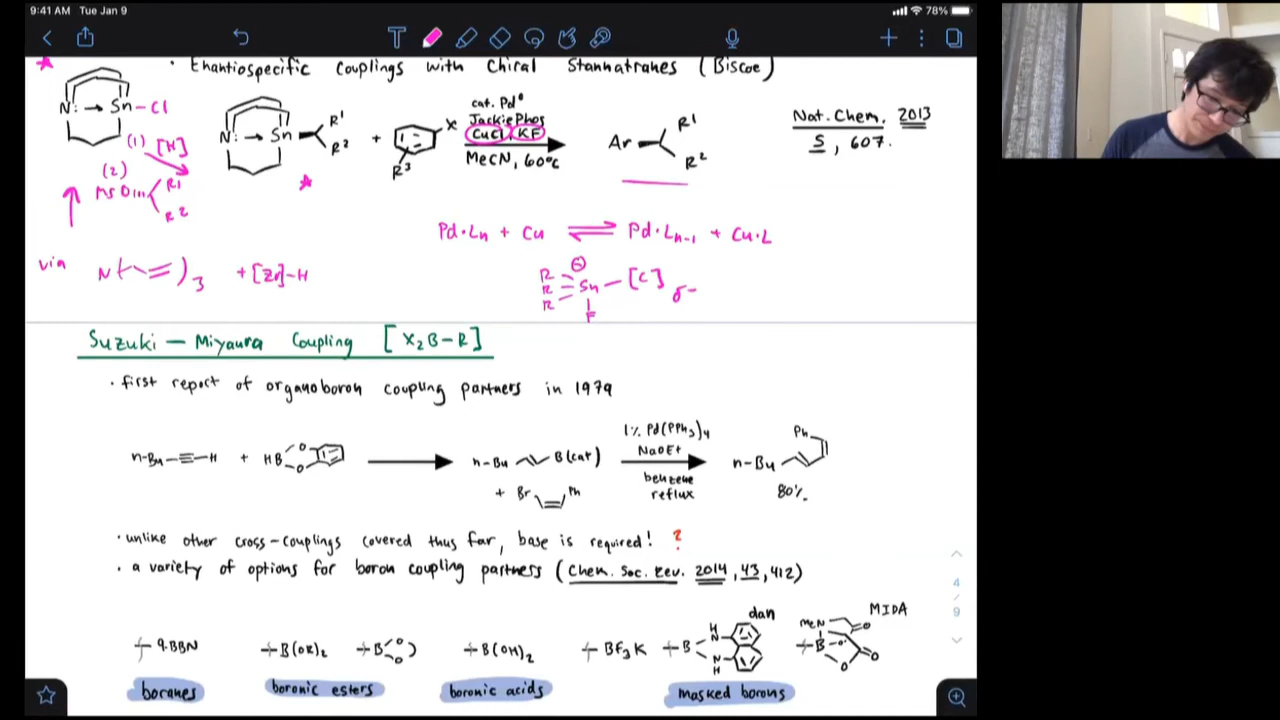 9:41 AM Tue Jan 9
78%
• Enantiospecific Couplings with Chiral Stannatranes (Biscoe)
N: → Sn – Cl
N: → Sn
R¹
R²
+
X
R³
cat. Pd⁰
JackiePhos
CuCl, KF
MeCN, 60°C
Ar
R¹
R²
Nat. Chem. 2013
5, 607.
(1) [H]
(2)
MsO
R1
R2
Pd·Ln + Cu ⇌ Pd·Ln-1 + Cu·L
via N( )3 + [Zr]-H
R
R
R
⊖
Sn – [C]
δ-
F
Suzuki – Miyaura Coupling [X₂B–R]
• first report of organoboron coupling partners in 1979
n-Bu ≡ H + HB
O
O
n-Bu B(cat)
+ Br Ph
1% Pd(PPh₃)₄
NaOEt
benzene
reflux
n-Bu
Ph
80%
• unlike other cross-couplings covered thus far, base is required! ?
• a variety of options for boron coupling partners (Chem. Soc. Rev. 2014, 43, 412)
9-BBN
B(OR)₂
B
O
O
B(OH)₂
BF₃K
B
H
N
N
H
dan
MeN
B
O
O
O
MIDA
boranes
boronic esters
boronic acids
masked borons
4
/
9